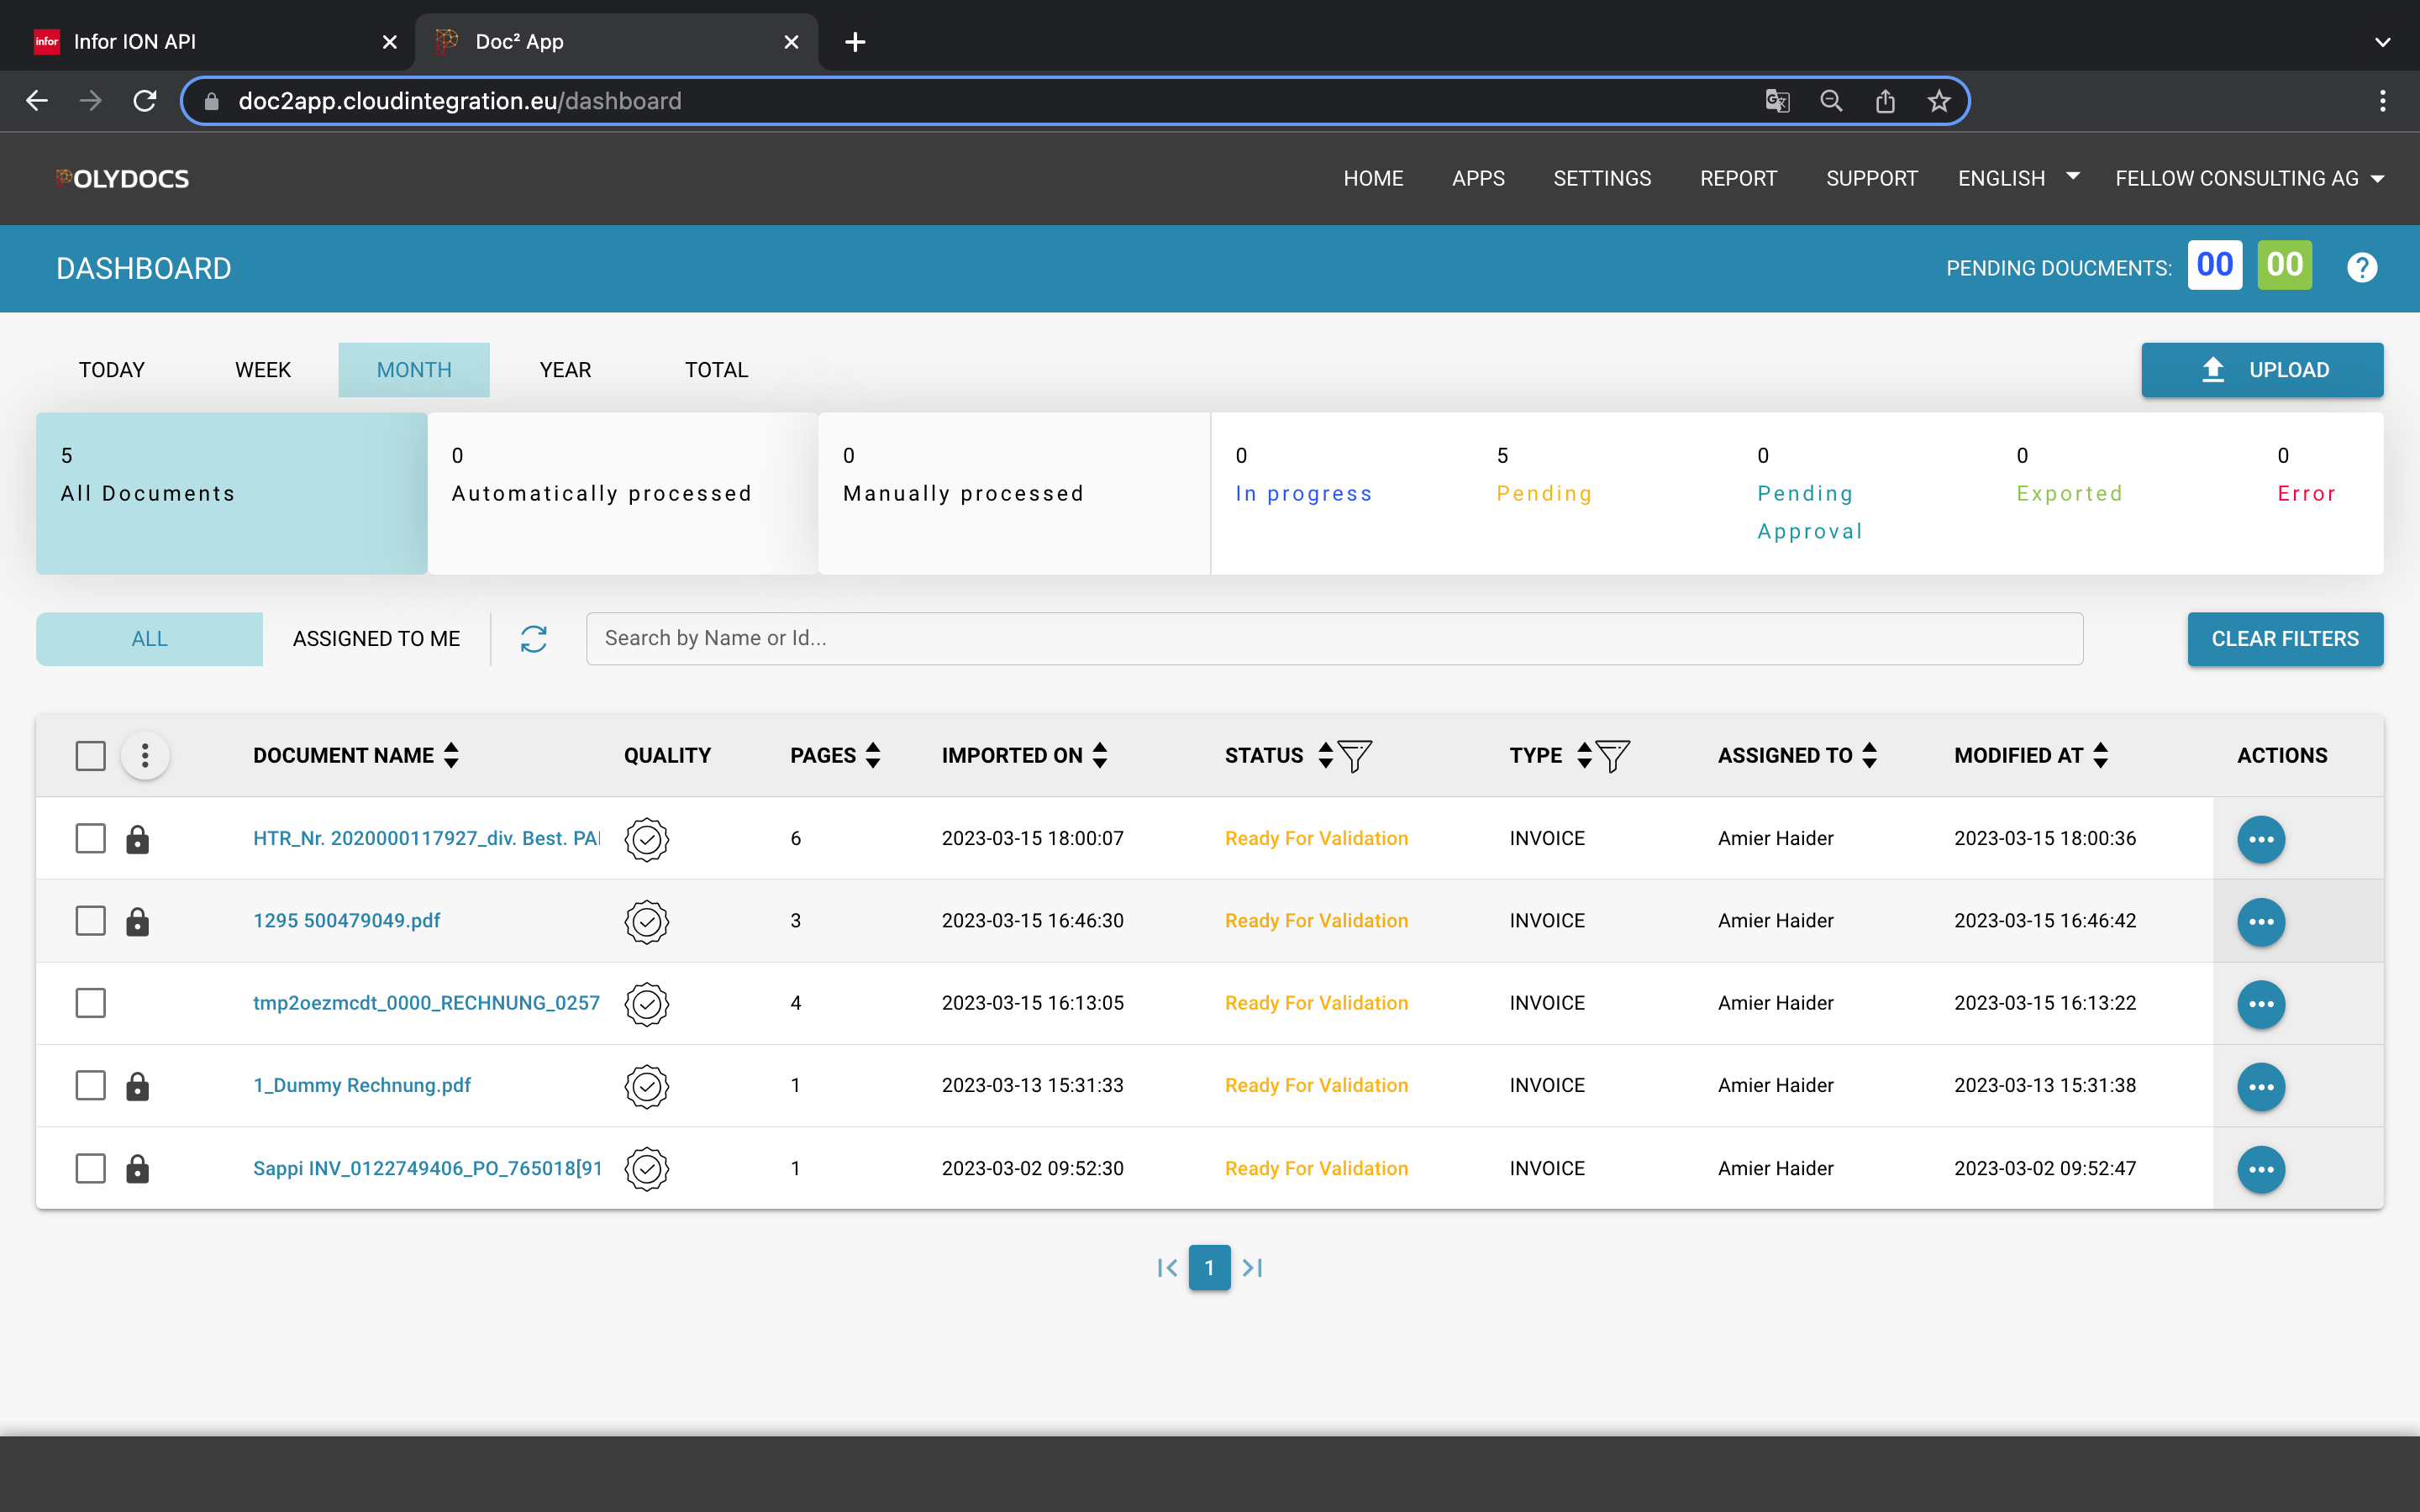 infor Infor ION API
Doc² App
doc2app.cloudintegration.eu/dashboard
POLYDOCS
HOME APPS SETTINGS REPORT SUPPORT ENGLISH FELLOW CONSULTING AG
DASHBOARD
PENDING DOUCMENTS: 00 00 ?
TODAY WEEK MONTH YEAR TOTAL
UPLOAD
5
All Documents
0
Automatically processed
0
Manually processed
0
In progress
5
Pending
0
Pending
Approval
0
Exported
0
Error
ALL ASSIGNED TO ME Search by Name or Id... CLEAR FILTERS
DOCUMENT NAME QUALITY PAGES IMPORTED ON STATUS TYPE ASSIGNED TO MODIFIED AT ACTIONS
HTR_Nr. 2020000117927_div. Best. PA 6 2023-03-15 18:00:07 Ready For Validation INVOICE Amier Haider 2023-03-15 18:00:36
1295 500479049.pdf 3 2023-03-15 16:46:30 Ready For Validation INVOICE Amier Haider 2023-03-15 16:46:42
tmp2oezmcdt_0000_RECHNUNG_0257 4 2023-03-15 16:13:05 Ready For Validation INVOICE Amier Haider 2023-03-15 16:13:22
1_Dummy Rechnung.pdf 1 2023-03-13 15:31:33 Ready For Validation INVOICE Amier Haider 2023-03-13 15:31:38
Sappi INV_0122749406_PO_765018[91 1 2023-03-02 09:52:30 Ready For Validation INVOICE Amier Haider 2023-03-02 09:52:47
1